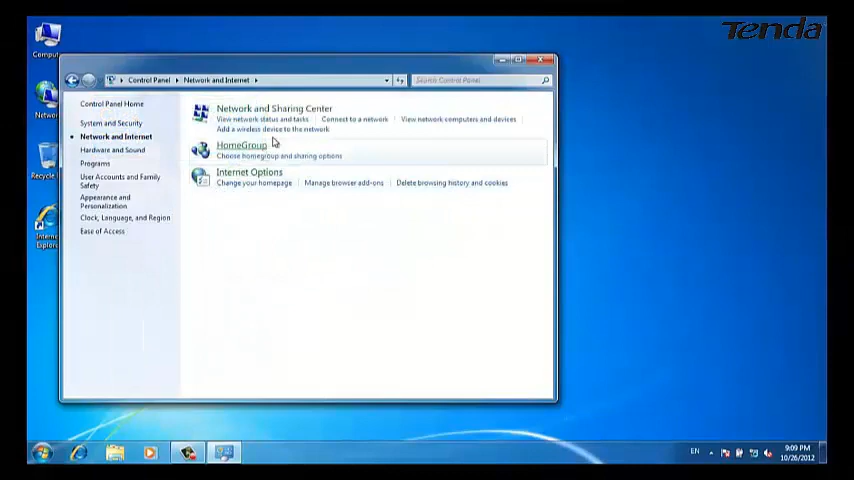 Tenda
Comput
Control Panel
Network and Internet
Search Control Panel
Control Panel Home
System and Security
Network and Internet
Hardware and Sound
Programs
User Accounts and Family
Safety
Appearance and
Personalization
Clock, Language, and Region
Ease of Access
Network and Sharing Center
View network status and tasks
Connect to a network
View network computers and devices
Add a wireless device to the network
HomeGroup
Choose homegroup and sharing options
Internet Options
Change your homepage
Manage browser add-ons
Delete browsing history and cookies
Networ
Recycle
Interne
Explor
EN
9:09 PM
10/26/2012